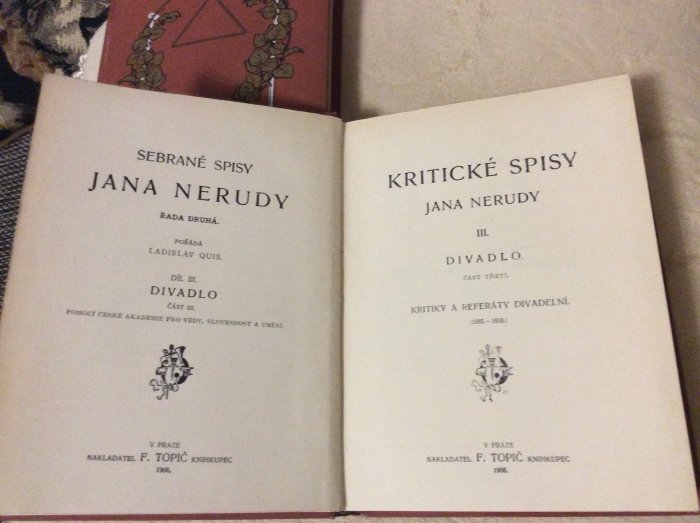 SEBRANÉ SPISY
JANA NERUDY
ŘADA DRUHÁ.
POŘÁDÁ
LADISLAV QUIS.
DÍL III.
DIVADLO
ČÁST III.
POMOCÍ ČESKÉ AKADEMIE PRO VĚDY, SLOVESNOST A UMĚNÍ.
V PRAZE
NAKLADATEL F. TOPIČ KNIHKUPEC
KRITICKÉ SPISY
JANA NERUDY
III.
DIVADLO.
ČÁST TŘETÍ.
KRITIKY A REFERÁTY DIVADELNÍ.
V PRAZE
NAKLADATEL F. TOPIČ KNIHKUPEC